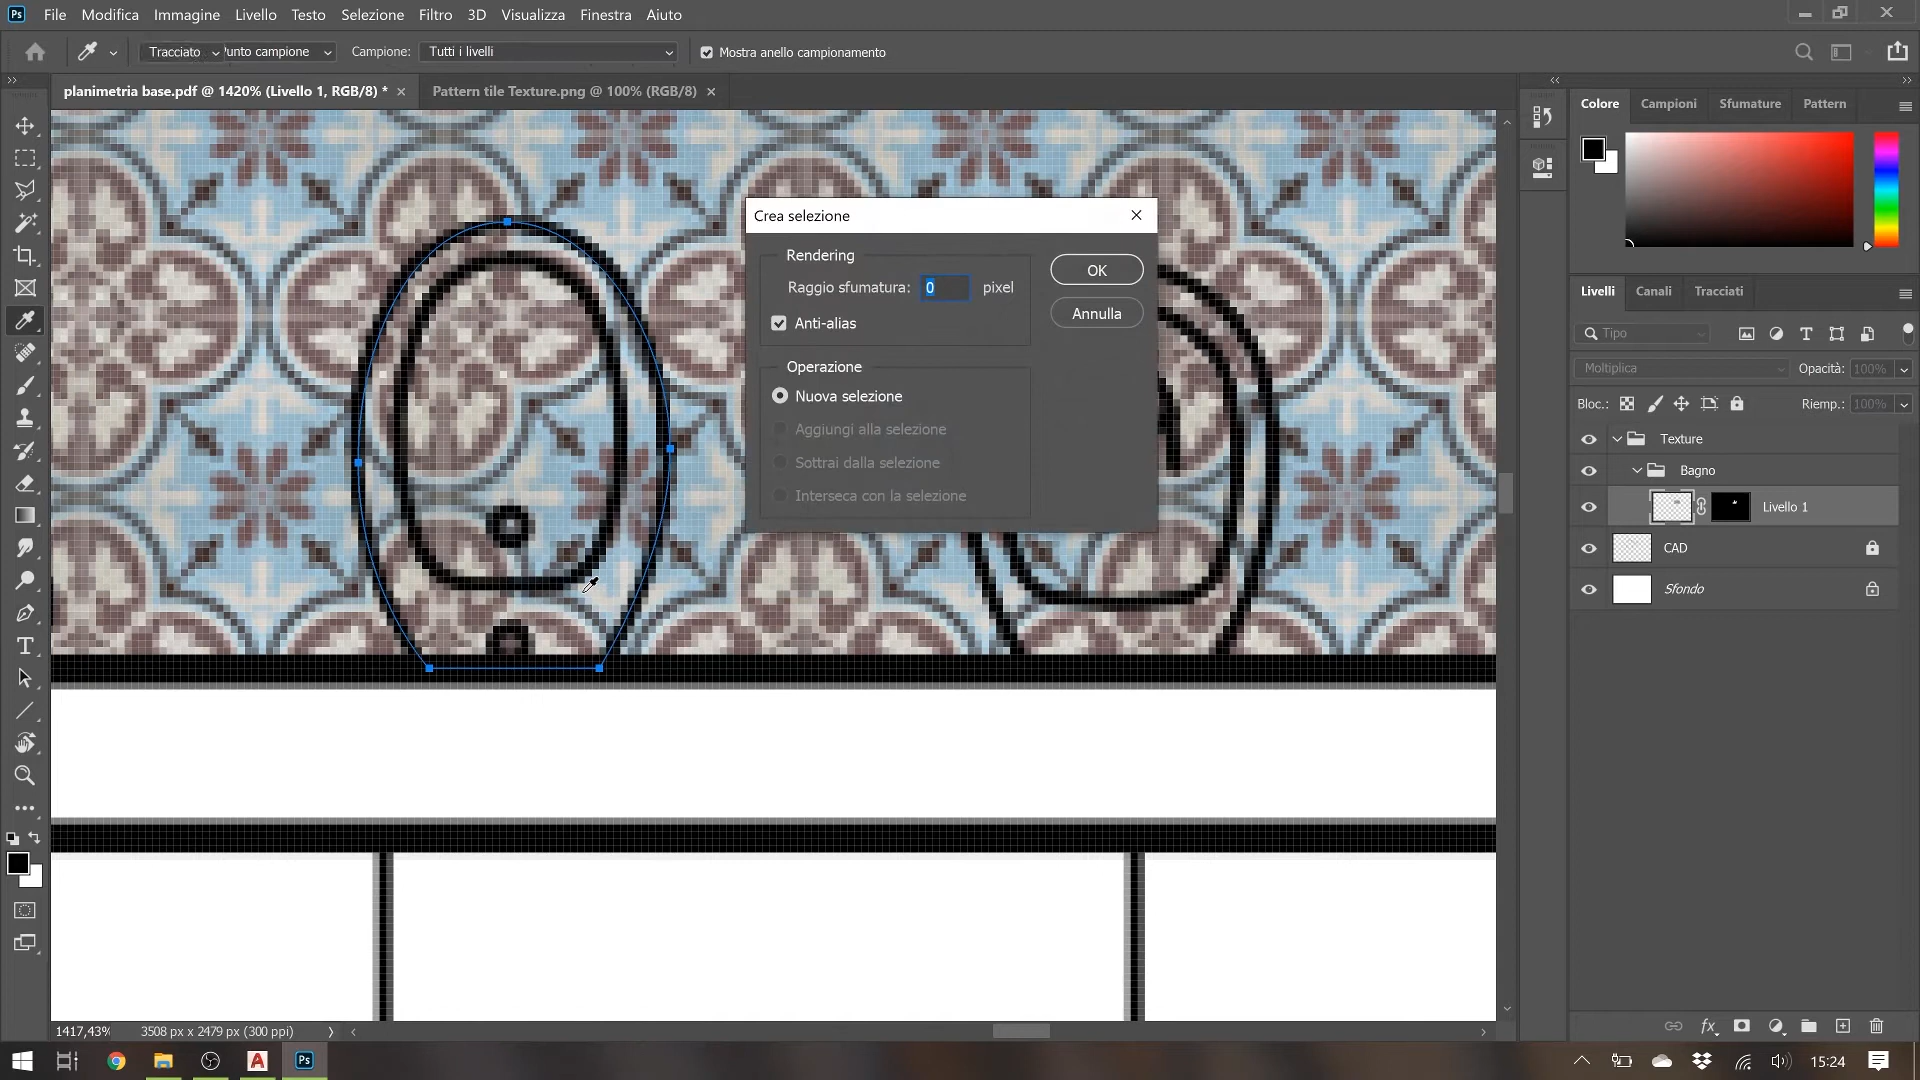 Ps File Modifica Immagine Livello Testo Selezione Filtro 3D Visualizza Finestra Aiuto
Tracciato Punto campione Campione: Tutti i livelli Mostra anello campionamento
planimetria base.pdf @ 1420% (Livello 1, RGB/8) * Pattern tile Texture.png @ 100% (RGB/8)
Colore Campioni Sfumature Pattern
Crea selezione
Rendering
Raggio sfumatura: 0 pixel
Anti-alias
OK
Annulla
Operazione
Nuova selezione
Aggiungi alla selezione
Sottrai dalla selezione
Interseca con la selezione
Livelli Canali Tracciati
Tipo
Moltiplica Opacità: 100%
Bloc.: Riemp.: 100%
Texture
Bagno
Livello 1
CAD
Sfondo
fx
1417,43% 3508 px x 2479 px (300 ppi)
Ps 15:24